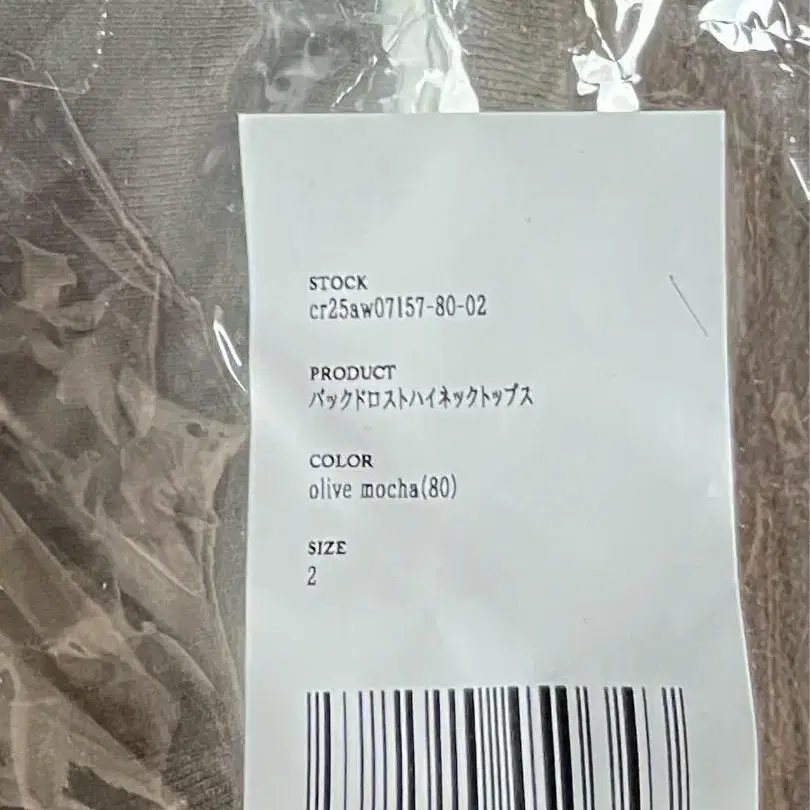 STOCK
cr25aw07157-80-02
PRODUCT
バックドロストハイネックトップス
COLOR
olive mocha(80)
SIZE
2